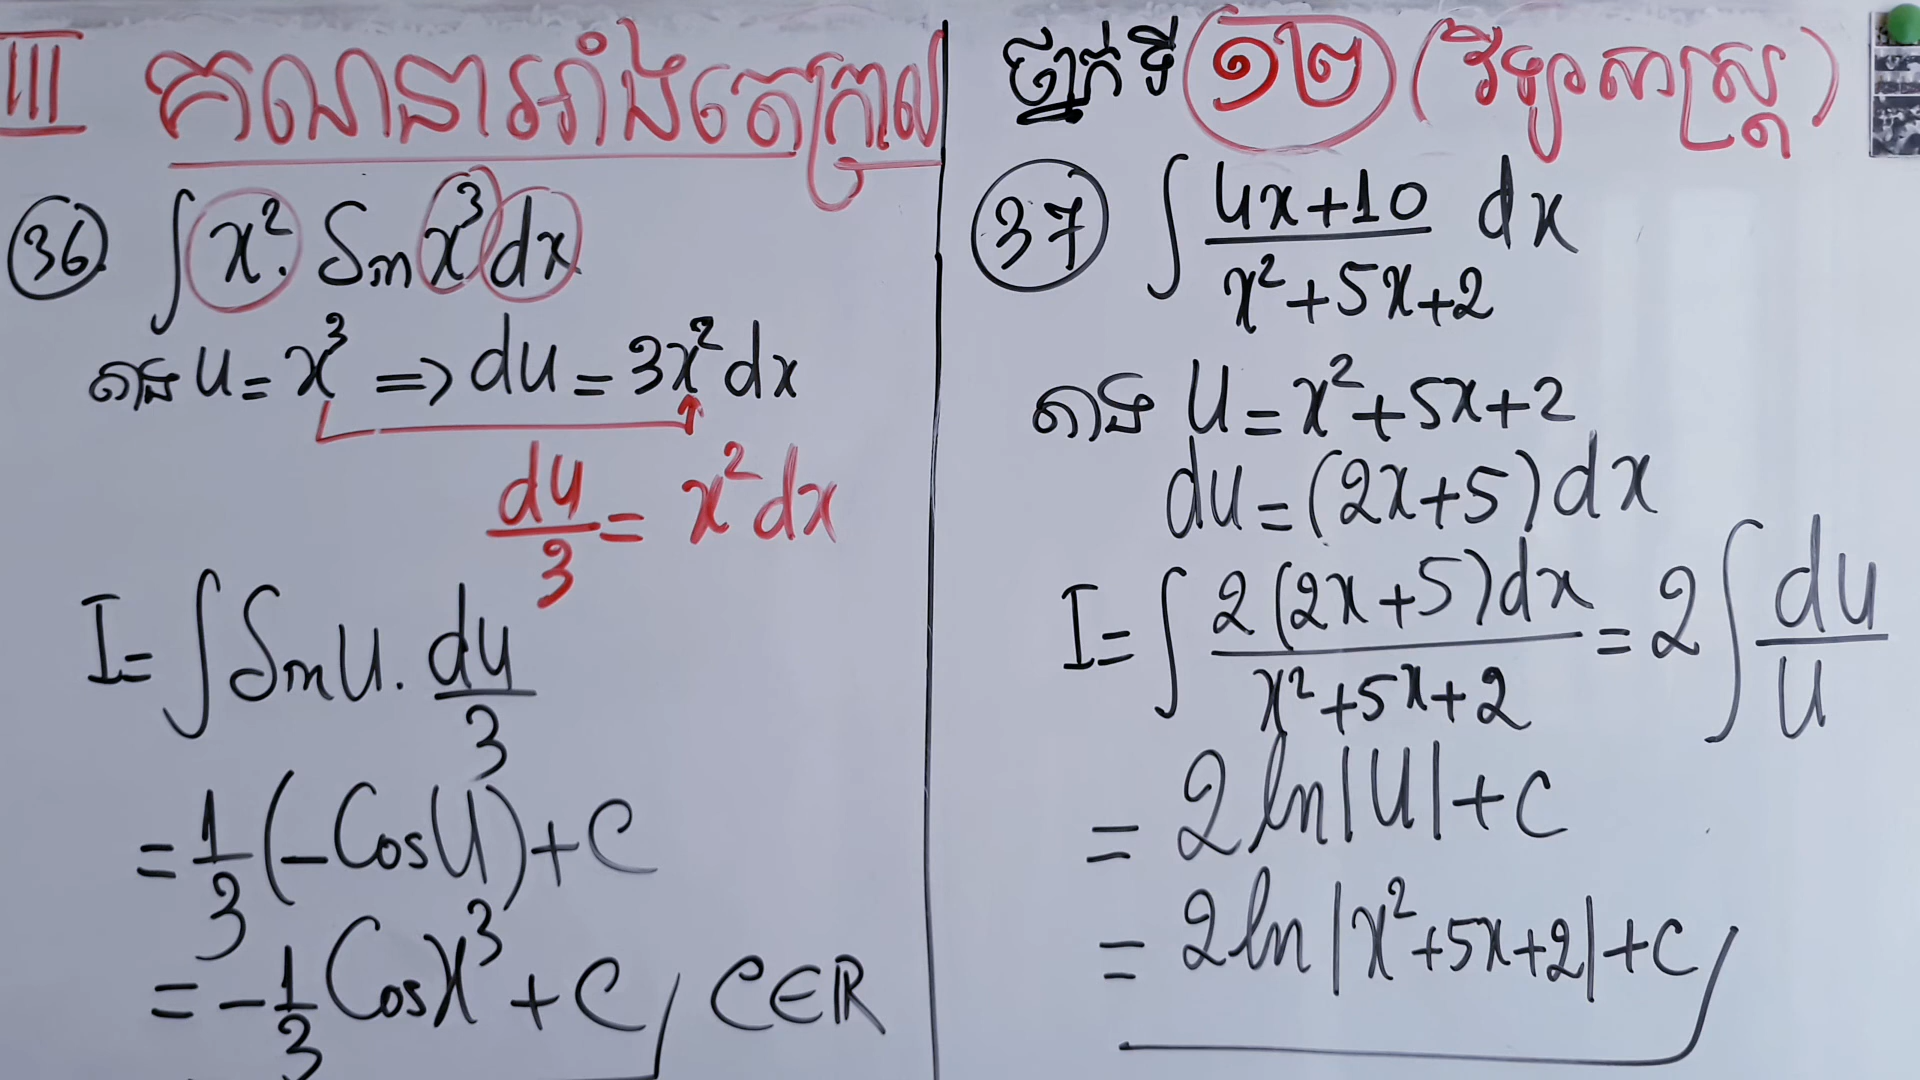 III គណនាអាំងតេក្រាល
36 ∫ x². Sin x³ dx
តាង U = x³ => du = 3x² dx
du/3 = x² dx
I = ∫ Sin U . du/3
= 1/3 (-Cos U) + C
= -1/3 Cos x³ + C , C∈ℝ
ថ្នាក់ទី ១២ (វិទ្យាសាស្ត្រ)
37 ∫ (4x+10)/(x²+5x+2) dx
តាង U = x²+5x+2
du = (2x+5) dx
I = ∫ 2(2x+5)dx/(x²+5x+2) = 2∫ du/U
= 2 ln|U| + C
= 2 ln|x²+5x+2| + C